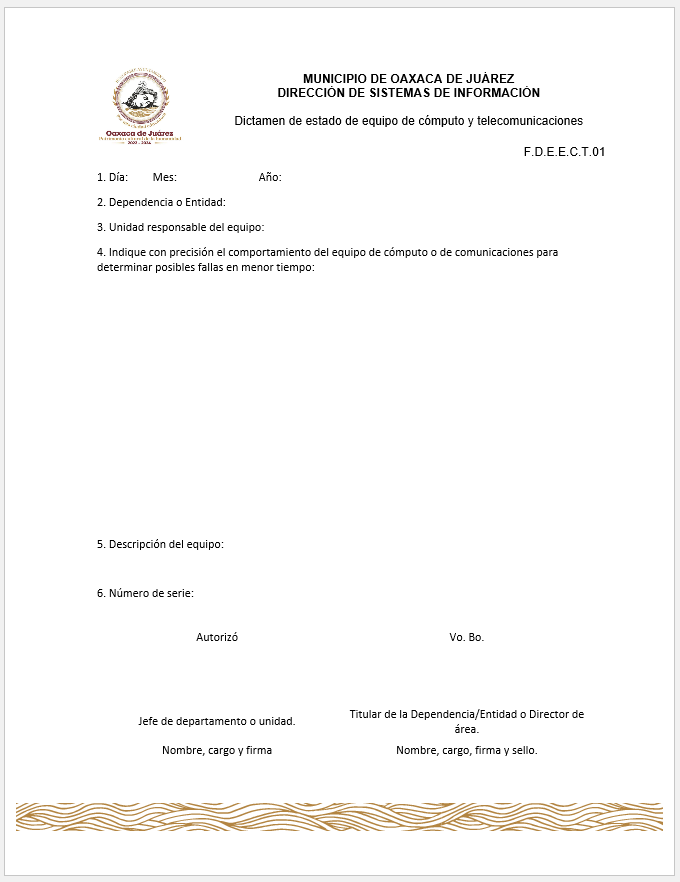 MUNICIPIO DE OAXACA DE JUÁREZ
DIRECCIÓN DE SISTEMAS DE INFORMACIÓN
Dictamen de estado de equipo de cómputo y telecomunicaciones
Oaxaca de Juárez
2022 - 2024
F.D.E.E.C.T.01
1. Día: Mes: Año:
2. Dependencia o Entidad:
3. Unidad responsable del equipo:
4. Indique con precisión el comportamiento del equipo de cómputo o de comunicaciones para
determinar posibles fallas en menor tiempo:
5. Descripción del equipo:
6. Número de serie:
Autorizó Vo. Bo.
Jefe de departamento o unidad.
Titular de la Dependencia/Entidad o Director de
área.
Nombre, cargo y firma Nombre, cargo, firma y sello.